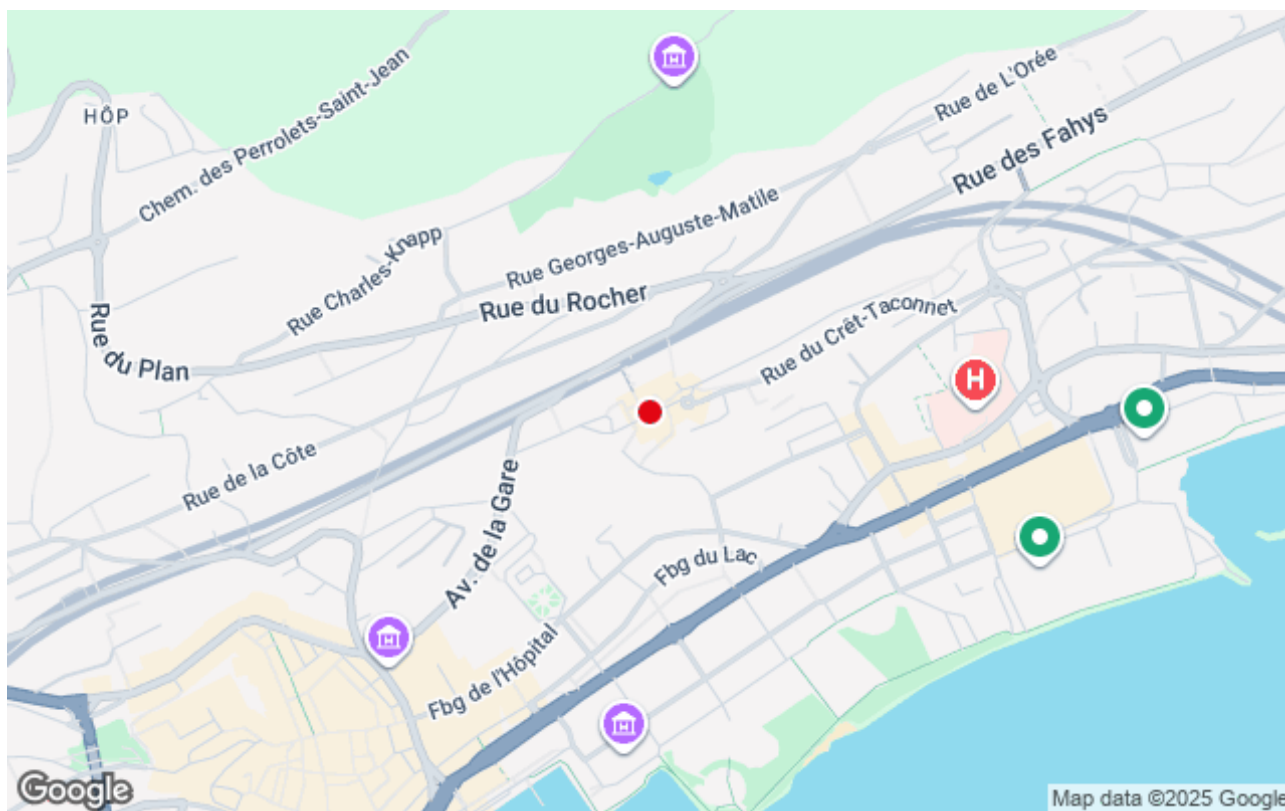 HÔP
Chem. des Perrolets-Saint-Jean
Rue de L'Orée
Rue des Fahys
Rue Georges-Auguste-Matile
Rue Charles-Knapp
Rue du Rocher
Rue du Plan
Rue du Crêt-Taconnet
H
Rue de la Côte
Av. de la Gare
Fbg du Lac
Fbg de l'Hôpital
Google
Map data ©2025 Google